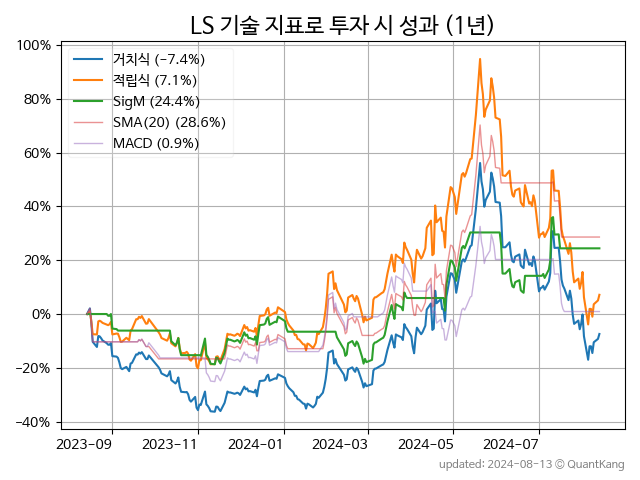 LS 기술 지표로 투자 시 성과 (1년)
100%
80%
60%
40%
20%
0%
−20%
−40%
거치식 (−7.4%)
적립식 (7.1%)
SigM (24.4%)
SMA(20) (28.6%)
MACD (0.9%)
2023-09
2023-11
2024-01
2024-03
2024-05
2024-07
updated: 2024-08-13 ⓒ QuantKang